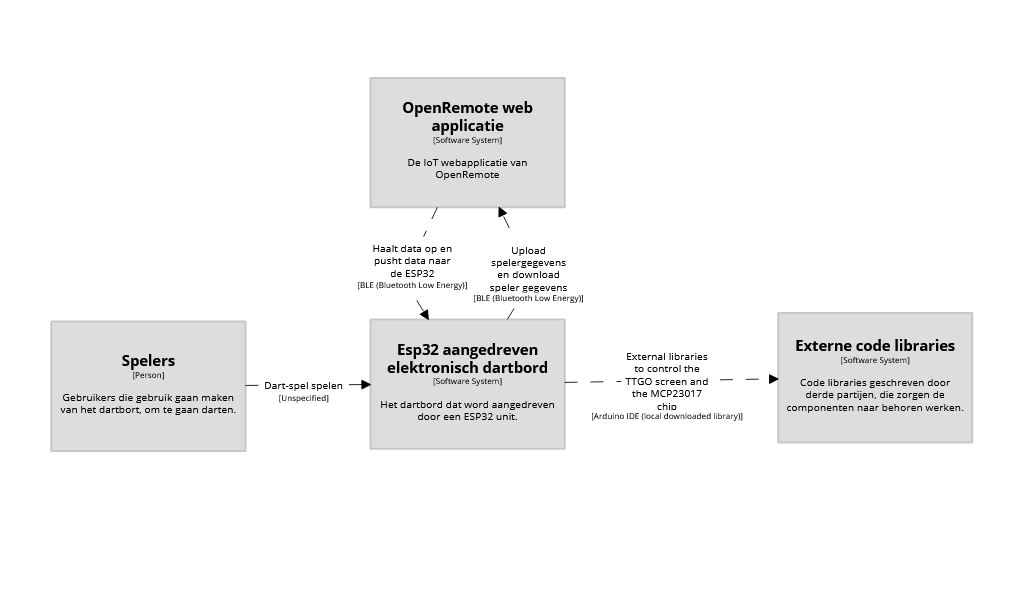 OpenRemote web
applicatie
[Software System]
De IoT webapplicatie van
OpenRemote
Haalt data op en
pusht data naar
de ESP32
[BLE (Bluetooth Low Energy)]
Upload
spelergegevens
en download
speler gegevens
[BLE (Bluetooth Low Energy)]
Spelers
[Person]
Gebruikers die gebruik gaan maken
van het dartbort, om te gaan darten.
Dart-spel spelen
[Unspecified]
Esp32 aangedreven
elektronisch dartbord
[Software System]
Het dartbord dat word aangedreven
door een ESP32 unit.
External libraries
to control the
TTGO screen and
the MCP23017
chip
[Arduino IDE (local downloaded library)]
Externe code libraries
[Software System]
Code libraries geschreven door
derde partijen, die zorgen de
componenten naar behoren werken.